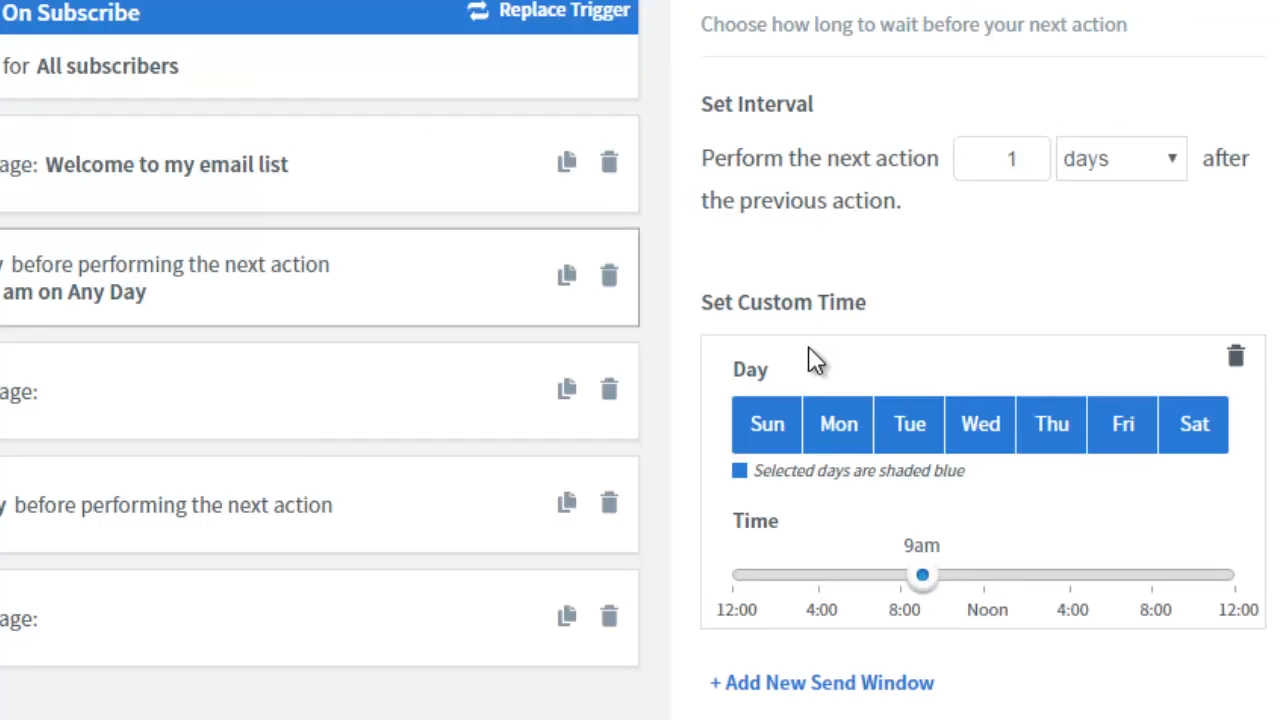 On Subscribe
Replace Trigger
for All subscribers
age: Welcome to my email list
before performing the next action
am on Any Day
age:
y before performing the next action
age:
Choose how long to wait before your next action
Set Interval
Perform the next action 1 days after
the previous action.
Set Custom Time
Day
Sun Mon Tue Wed Thu Fri Sat
Selected days are shaded blue
Time
9am
12:00 4:00 8:00 Noon 4:00 8:00 12:00
+ Add New Send Window